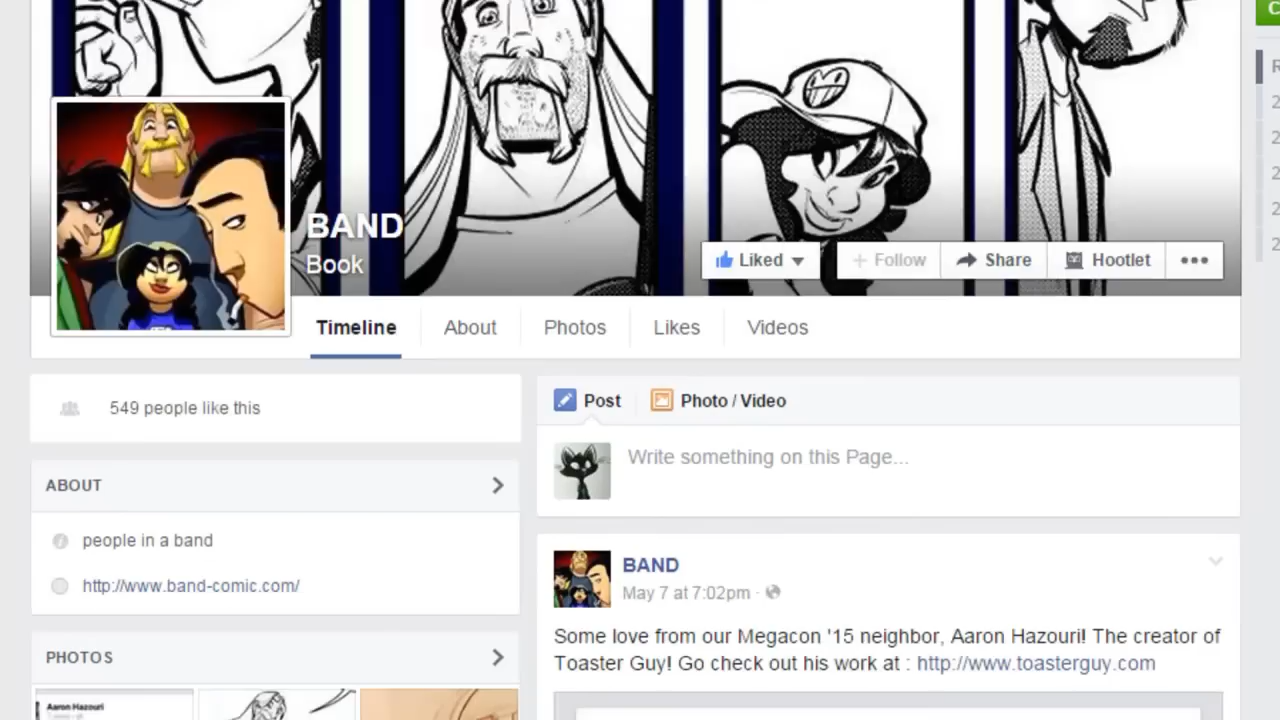 BAND
Book
Liked
+ Follow
Share
Hootlet
Timeline
About
Photos
Likes
Videos
549 people like this
Post
Photo / Video
Write something on this Page...
ABOUT
people in a band
http://www.band-comic.com/
BAND
May 7 at 7:02pm ·
Some love from our Megacon '15 neighbor, Aaron Hazouri! The creator of
Toaster Guy! Go check out his work at : http://www.toasterguy.com
PHOTOS
Aaron Hazouri